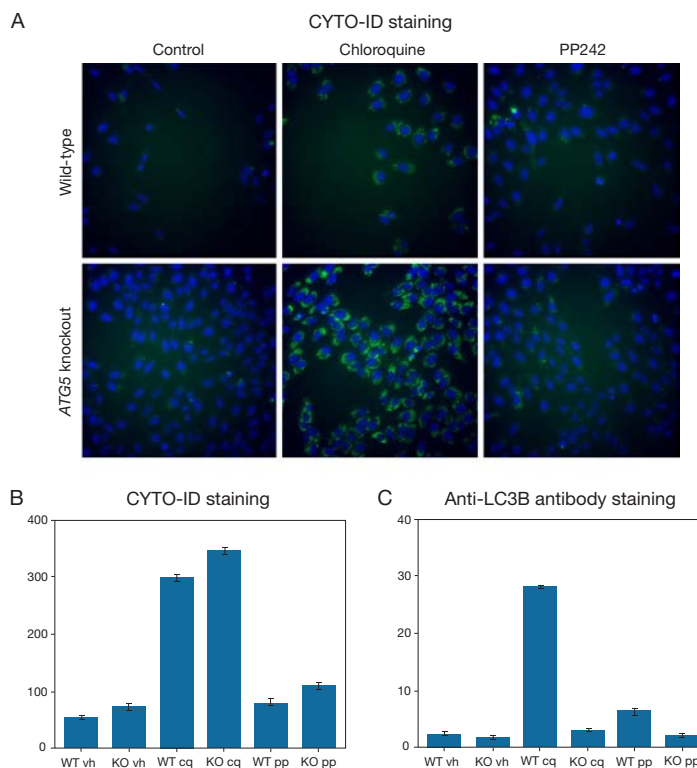 A
CYTO-ID staining
Control
Chloroquine
PP242
Wild-type
ATG5 knockout
B
CYTO-ID staining
400
300
200
100
0
WT vh
KO vh
WT cq
KO cq
WT pp
KO pp
C
Anti-LC3B antibody staining
40
30
20
10
0
WT vh
KO vh
WT cq
KO cq
WT pp
KO pp